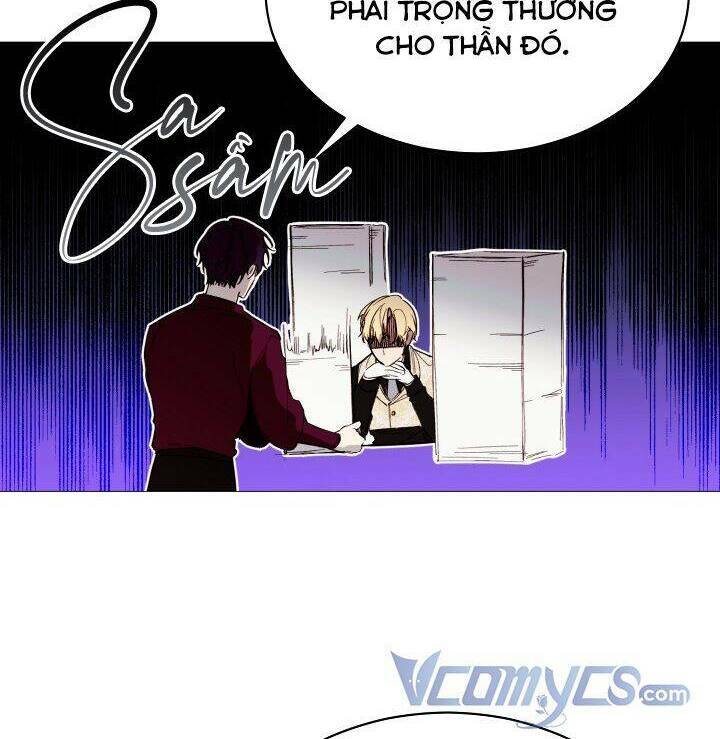 PHẢI TRỌNG THƯỞNG
CHO THẦN ĐÓ.
Sa
sầm
Vcomycs.com